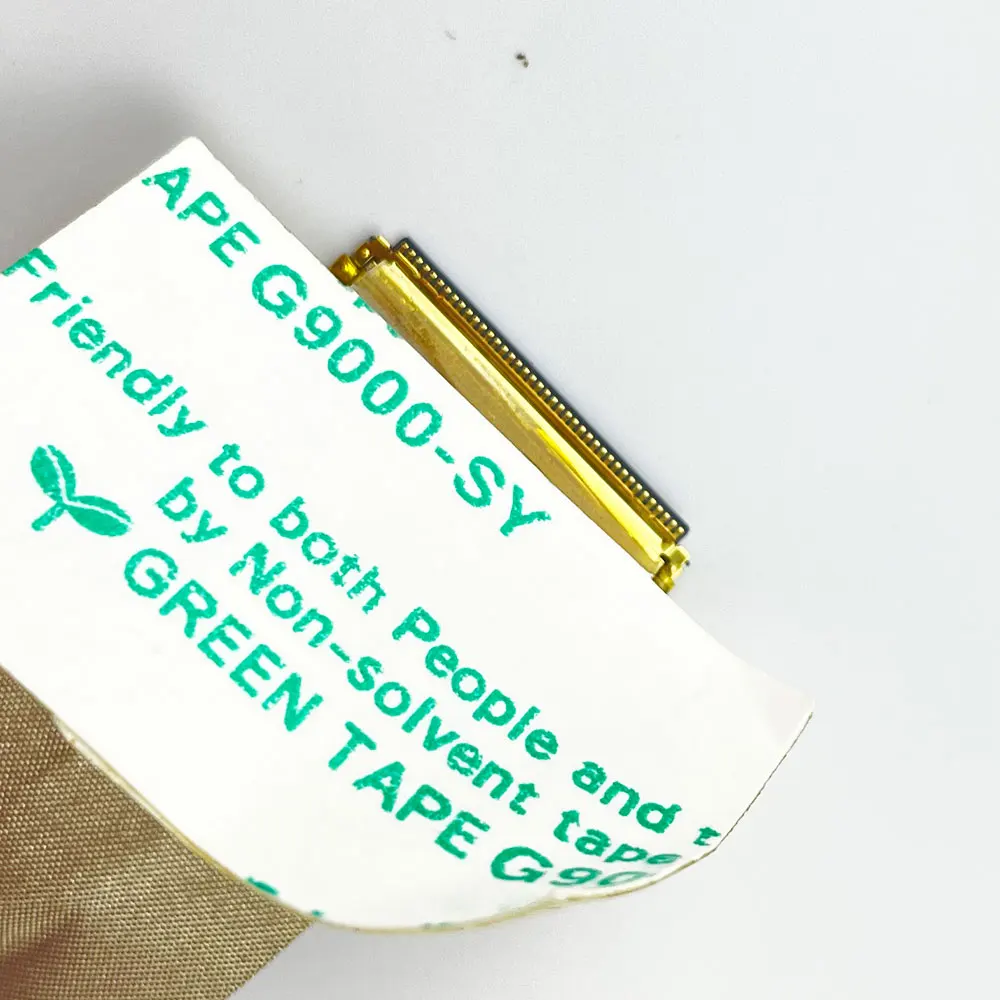 APE G9000-SY
Friendly to both People and t
by Non-solvent tape
GREEN TAPE G90